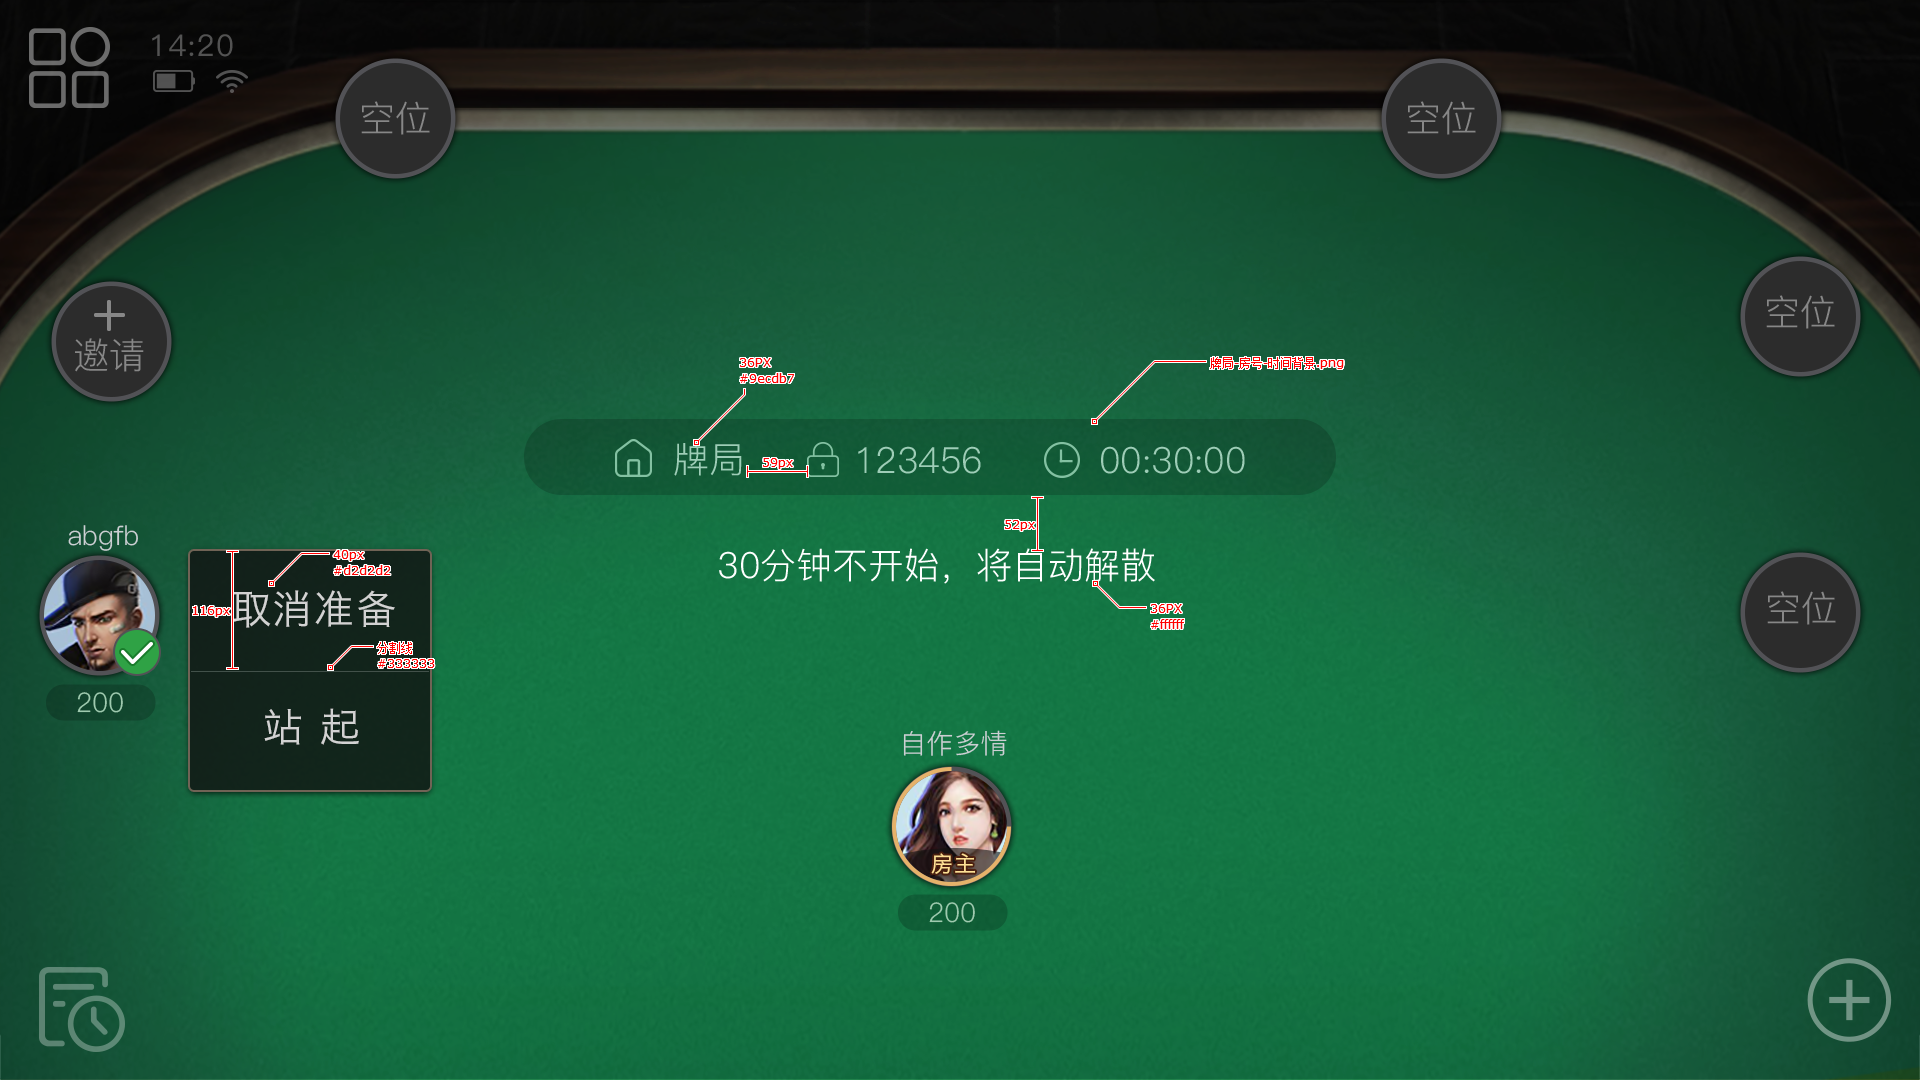 14:20
空位
空位
邀请
空位
36PX
#9ecdb7
牌局-房号-时间背景.png
牌局
59px
123456
00:30:00
52px
30分钟不开始，将自动解散
36PX
#ffffff
abgfb
40px
#d2d2d2
116px
取消准备
分割线
#333333
200
站 起
空位
自作多情
房主
200